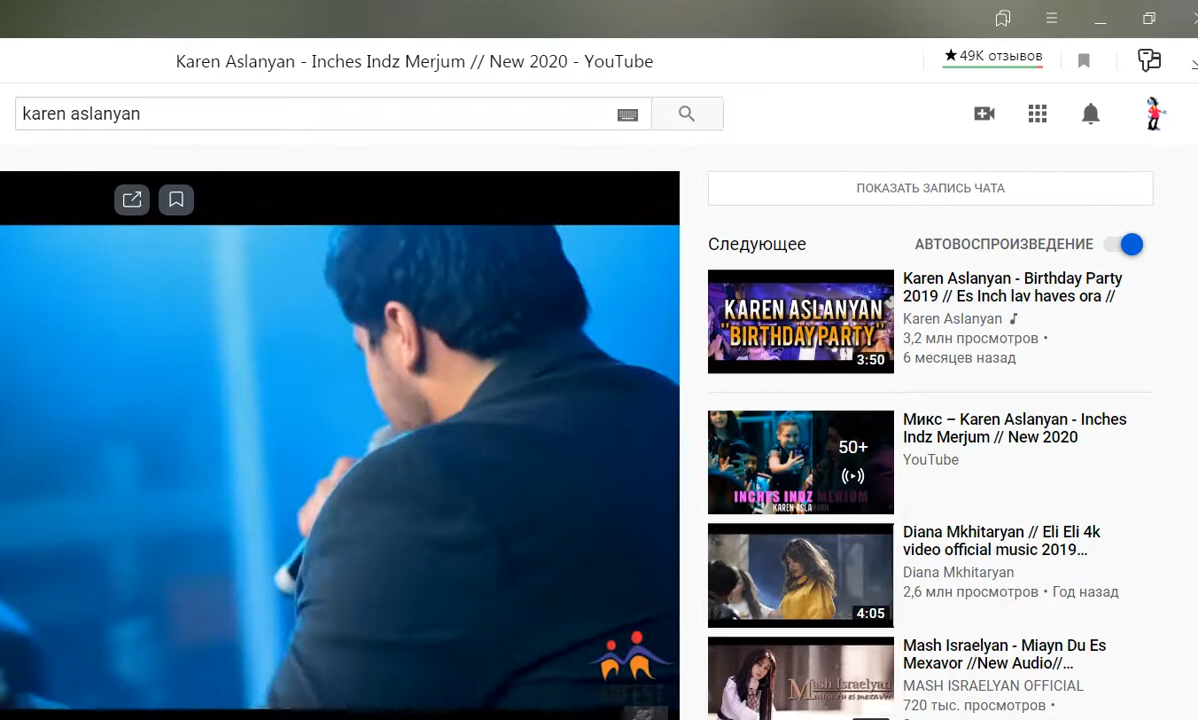 Karen Aslanyan - Inches Indz Merjum // New 2020 - YouTube
★49K отзывов
karen aslanyan
ПОКАЗАТЬ ЗАПИСЬ ЧАТА
Следующее
АВТОВОСПРОИЗВЕДЕНИЕ
KAREN ASLANYAN
"BIRTHDAY PARTY"
3:50
Karen Aslanyan - Birthday Party
2019 // Es Inch lav haves ora //
Karen Aslanyan
3,2 млн просмотров •
6 месяцев назад
50+
INCHES INDZ MERJUM
KAREN ASLANYAN
Микс – Karen Aslanyan - Inches
Indz Merjum // New 2020
YouTube
4:05
Diana Mkhitaryan // Eli Eli 4k
video official music 2019...
Diana Mkhitaryan
2,6 млн просмотров • Год назад
Mash Israelyan
Mash Israelyan - Miayn Du Es
Mexavor //New Audio//...
MASH ISRAELYAN OFFICIAL
720 тыс. просмотров •